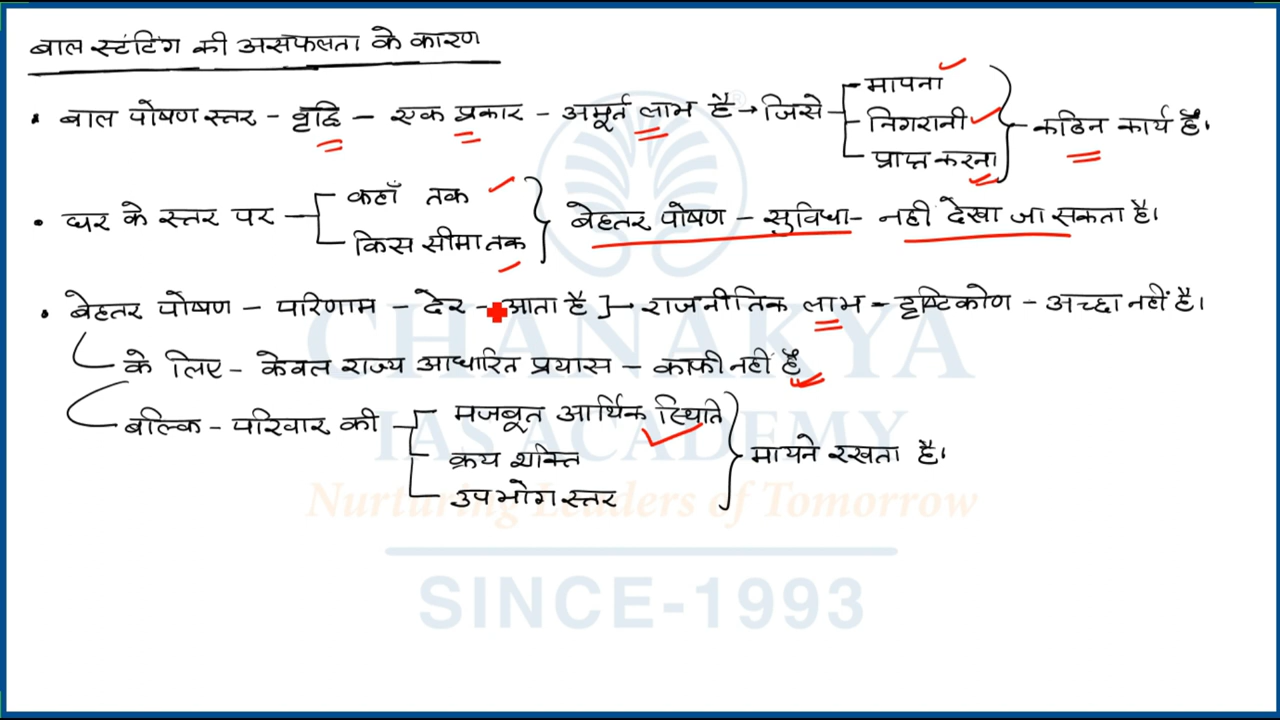 बाल स्टंटिंग की असफलता के कारण
• बाल पोषण स्तर - वृद्धि - एक प्रकार - अमूर्त लाभ है → जिसे
मापना
निगरानी
प्राप्त करना
कठिन कार्य है।
• घर के स्तर पर
कहाँ तक
किस सीमा तक
बेहतर पोषण - सुविधा - नहीं देखा जा सकता है।
• बेहतर पोषण - परिणाम - देर - आता है ]→ राजनीतिक लाभ - दृष्टिकोण - अच्छा नहीं है।
के लिए - केवल राज्य आधारित प्रयास - काफी नहीं है
बल्कि - परिवार की
मजबूत आर्थिक स्थिति
क्रय शक्ति
उपभोग स्तर
मायने रखता है।
CHANAKYA
IAS ACADEMY
Nurturing Leaders of Tomorrow
SINCE-1993